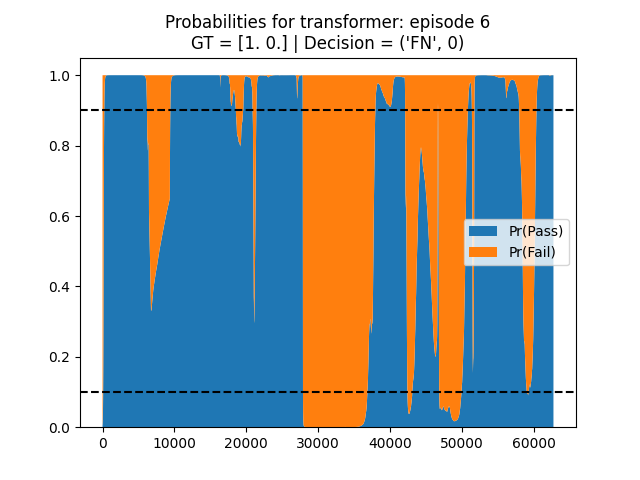 Probabilities for transformer: episode 6
GT = [1. 0.] | Decision = ('FN', 0)
1.0
0.8
0.6
0.4
0.2
0.0
Pr(Pass)
Pr(Fail)
0 10000 20000 30000 40000 50000 60000